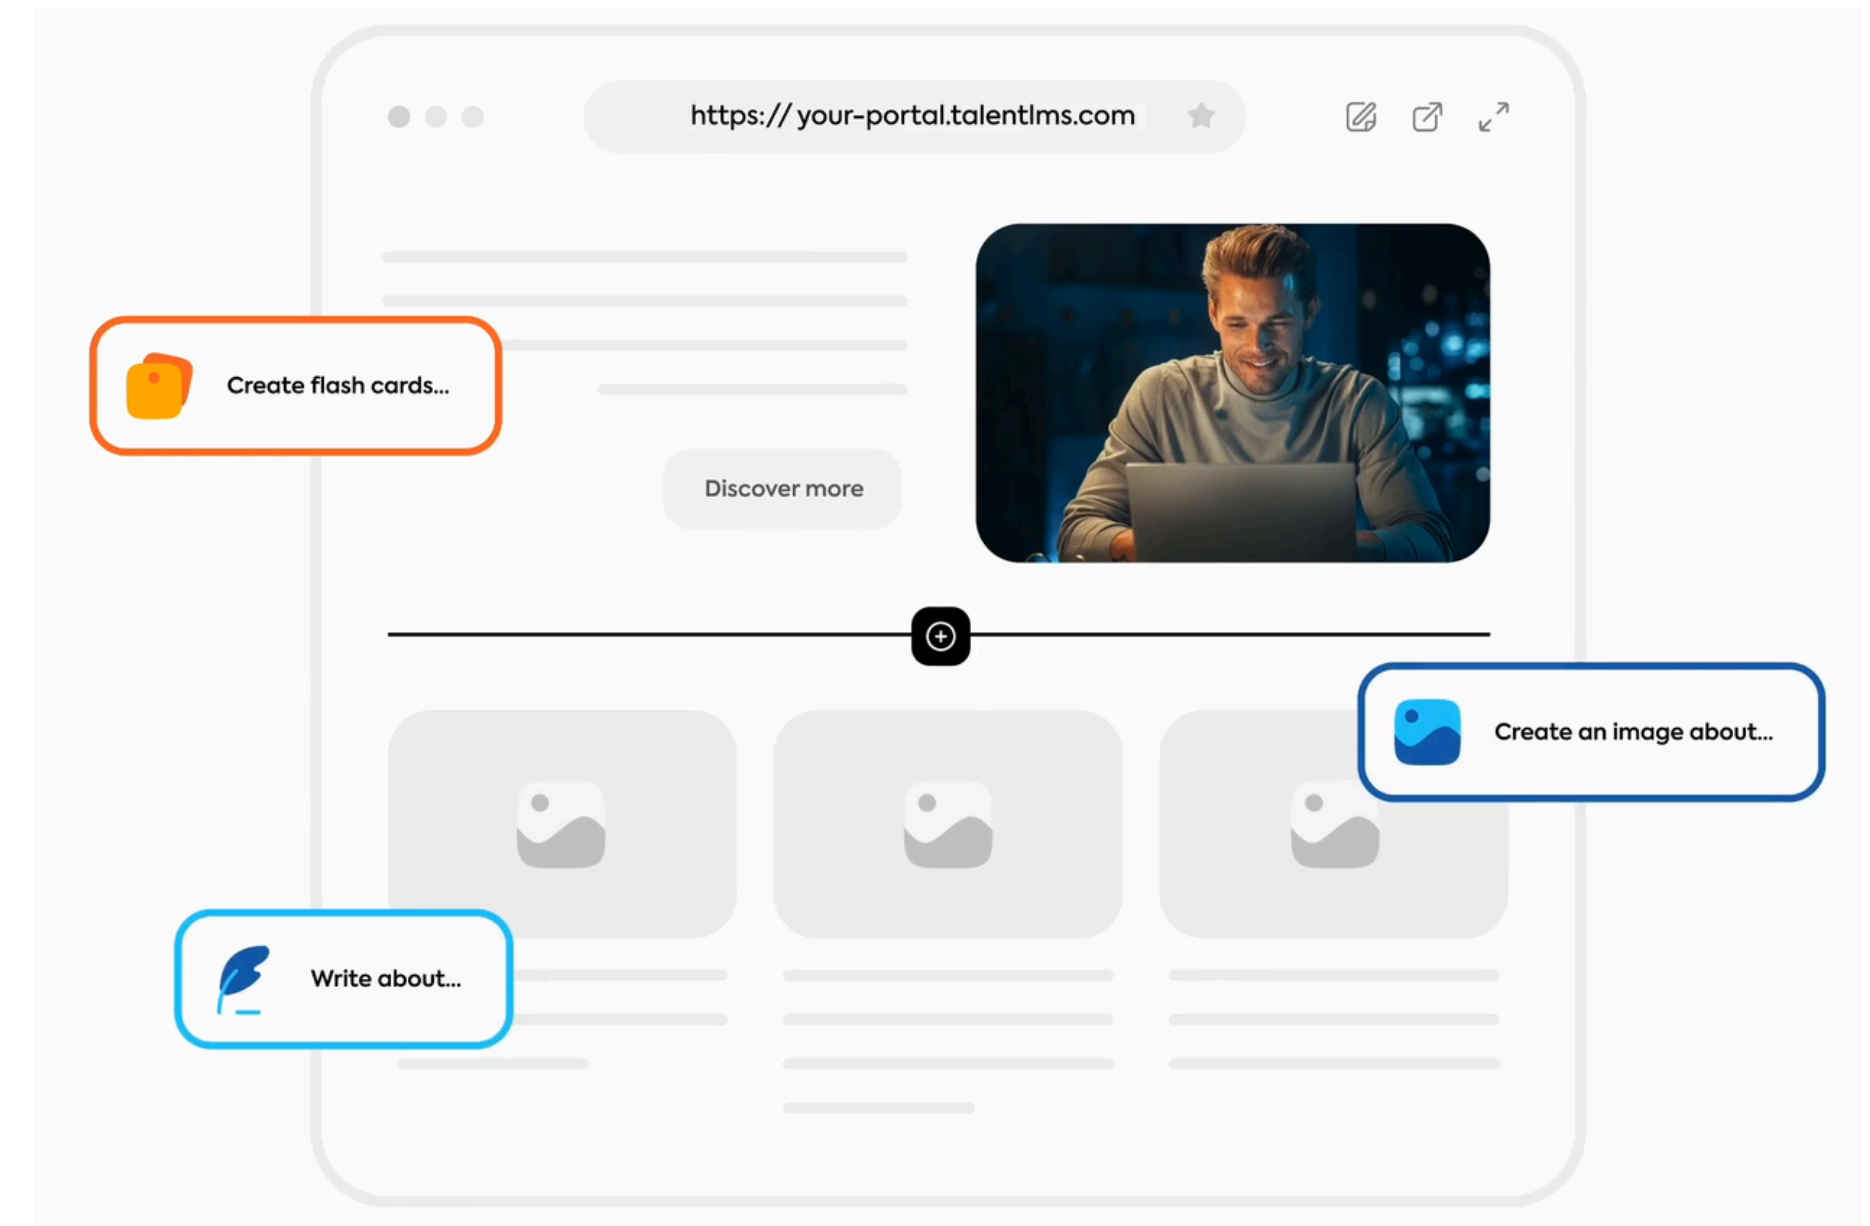 https:// your-portal.talentlms.com
Create flash cards...
Discover more
Create an image about...
Write about...